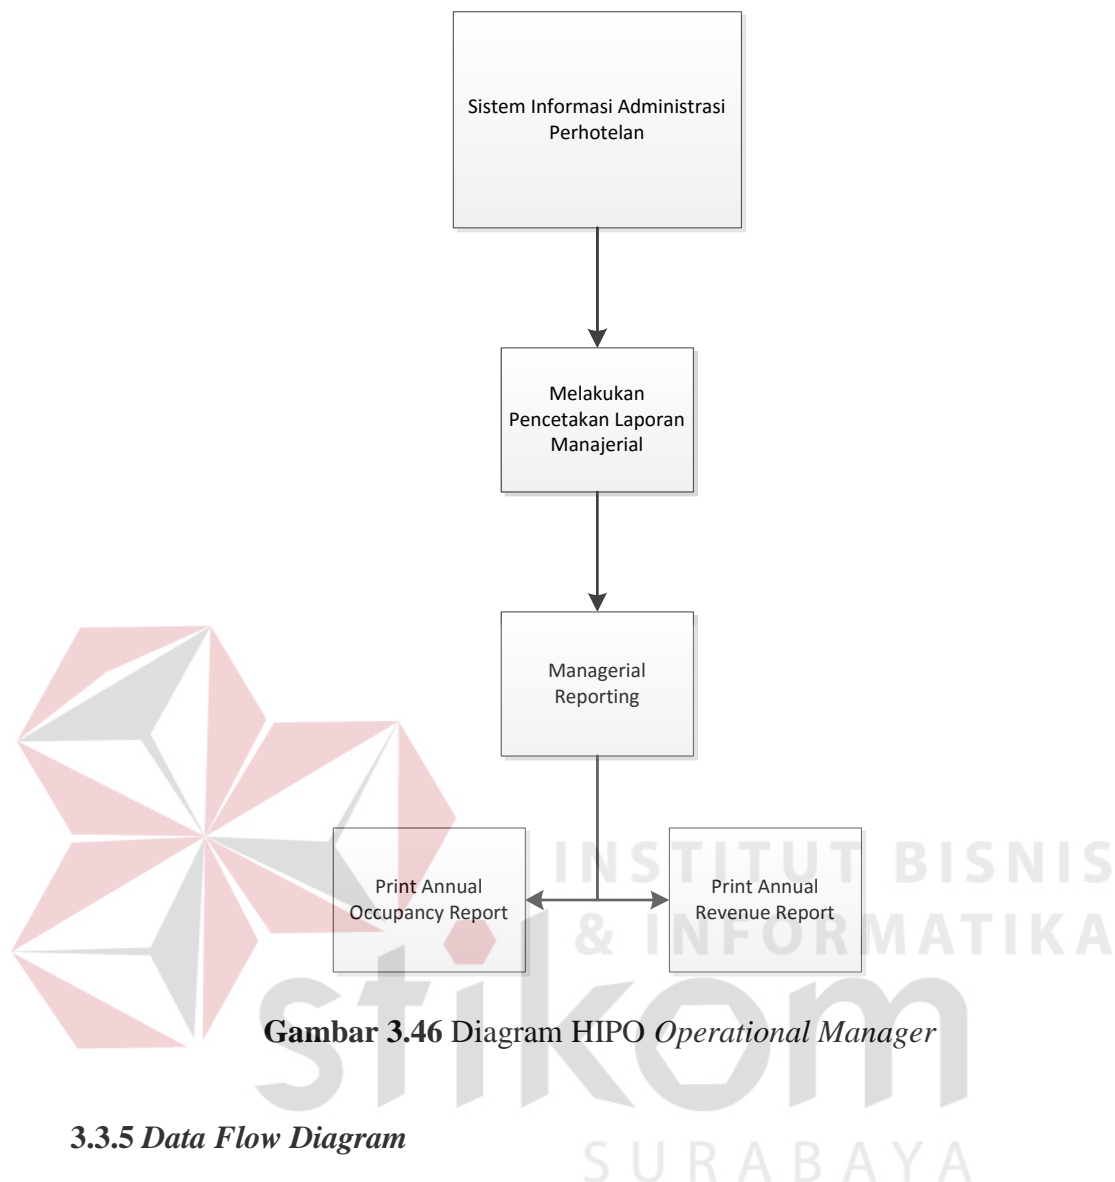 Sistem Informasi Administrasi
Perhotelan
Melakukan
Pencetakan Laporan
Manajerial
Managerial
Reporting
Print Annual
Occupancy Report
Print Annual
Revenue Report
INSTITUT BISNIS
& INFORMATIKA
stikom
SURABAYA
Gambar 3.46 Diagram HIPO Operational Manager
3.3.5 Data Flow Diagram